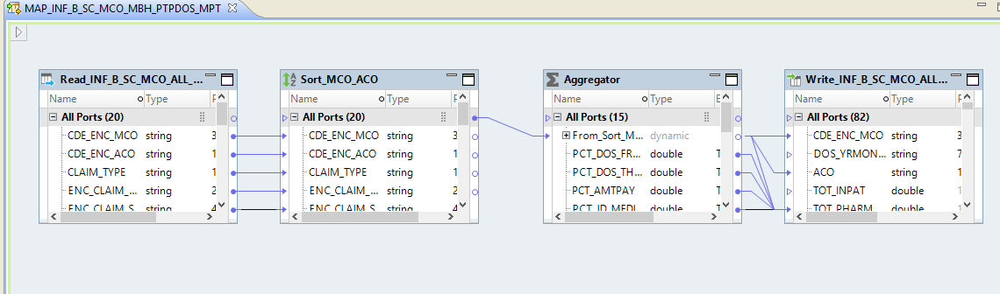 MAP_INF_B_SC_MCO_MBH_PTPDOS_MPT
Read_INF_B_SC_MCO_ALL_...
Name Type P
All Ports (20)
CDE_ENC_MCO string 3
CDE_ENC_ACO string 1
CLAIM_TYPE string 1
ENC_CLAIM_... string 2
ENC_CLAIM_S... string 4
Sort_MCO_ACO
Name Type P
All Ports (20)
CDE_ENC_MCO string 3
CDE_ENC_ACO string 1
CLAIM_TYPE string 1
ENC_CLAIM_... string 2
ENC_CLAIM_S... string 4
Aggregator
Name Type E
All Ports (15)
From_Sort_M... dynamic
PCT_DOS_FR... double T
PCT_DOS_TH... double T
PCT_AMTPAY double T
PCT_ID_MEDI... double T
Write_INF_B_SC_MCO_ALL...
Name Type P
All Ports (82)
CDE_ENC_MCO string 3
DOS_YRMON... string 7
ACO string 1
TOT_INPAT double 1
TOT_PHARM double 1